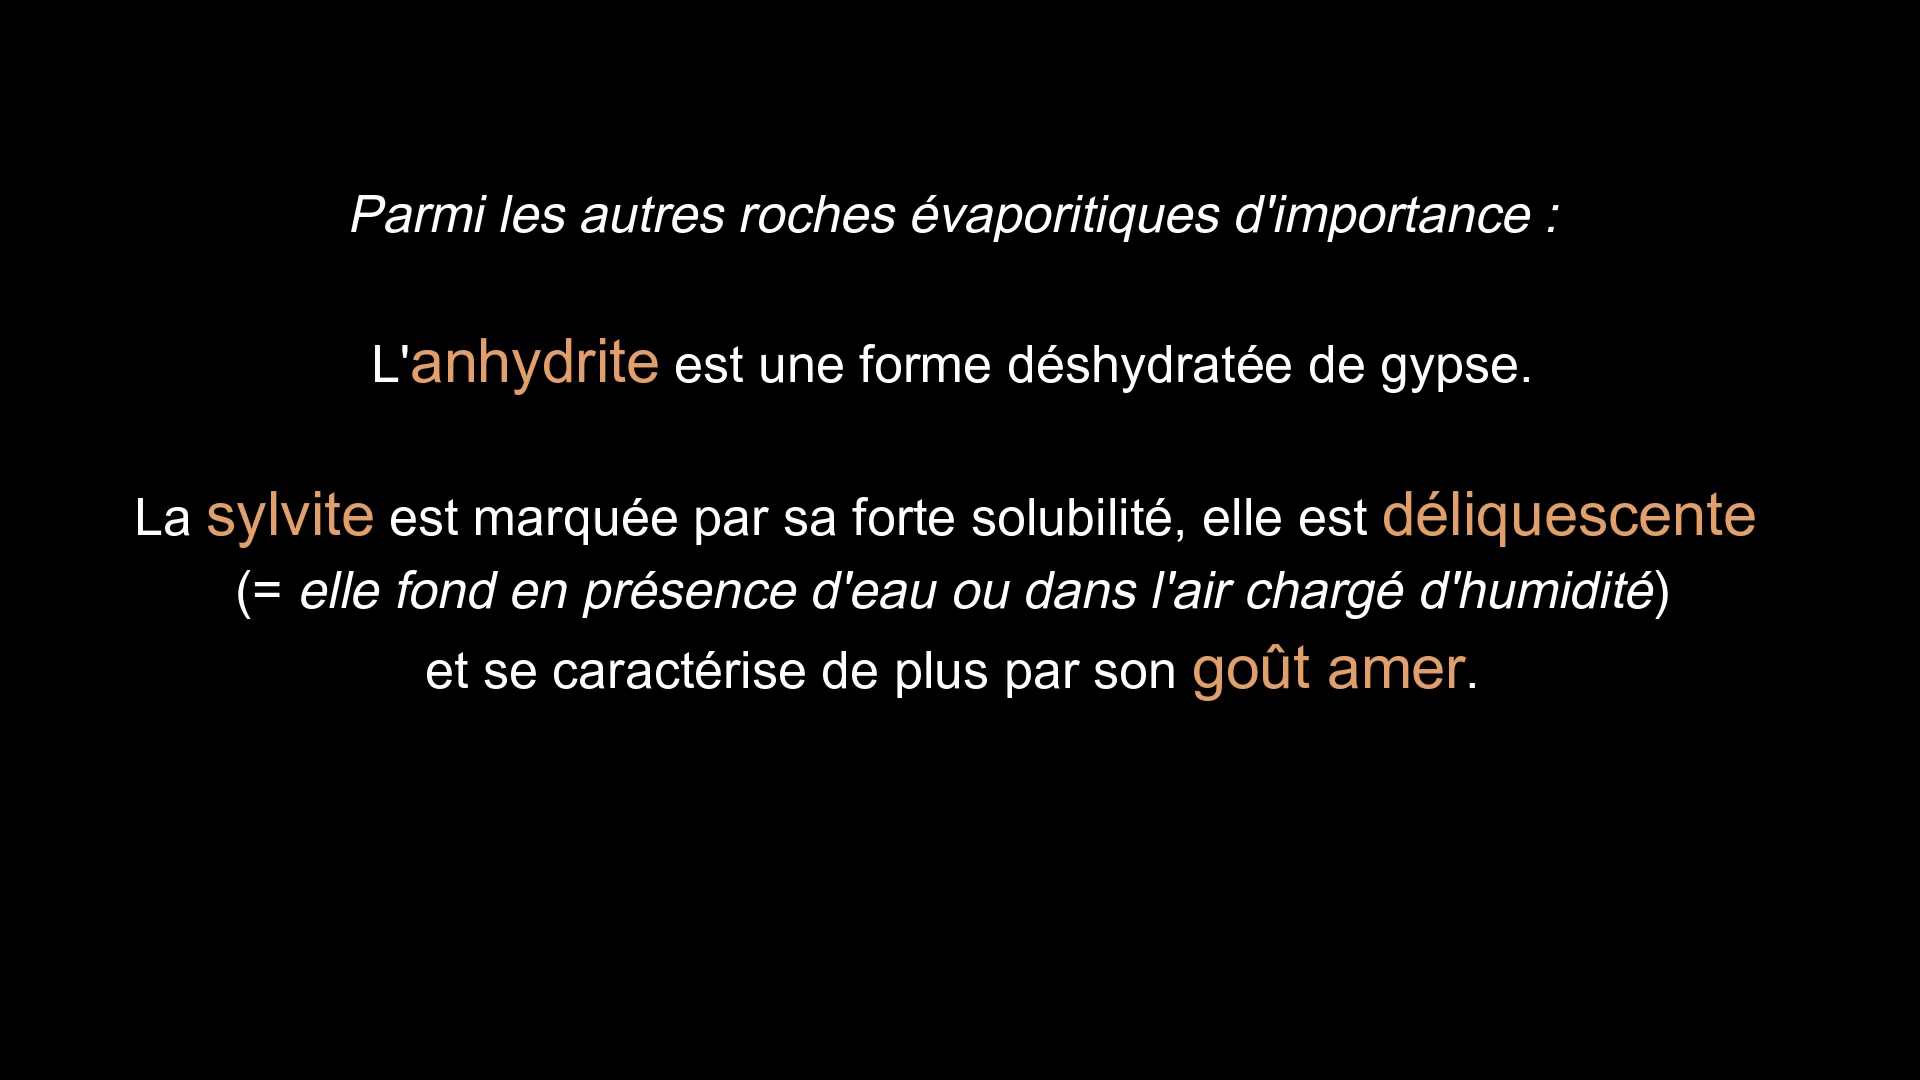 Parmi les autres roches évaporitiques d'importance :
L'anhydrite est une forme déshydratée de gypse.
La sylvite est marquée par sa forte solubilité, elle est déliquescente
(= elle fond en présence d'eau ou dans l'air chargé d'humidité)
et se caractérise de plus par son goût amer.